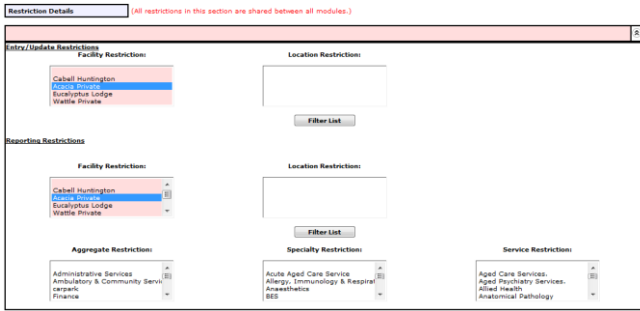 Restriction Details
(All restrictions in this section are shared between all modules.)
Entry/Update Restrictions
Facility Restriction:
Location Restriction:
Cabell Huntington
Acacia Private
Eucalyptus Lodge
Wattle Private
Filter List
Reporting Restrictions
Facility Restriction:
Location Restriction:
Cabell Huntington
Acacia Private
Eucalyptus Lodge
Wattle Private
Filter List
Aggregate Restriction:
Specialty Restriction:
Service Restriction:
Administrative Services
Ambulatory & Community Servic
carpark
Finance
Acute Aged Care Service
Allergy, Immunology & Respirat
Anaesthetics
BES
Aged Care Services.
Aged Psychiatry Services.
Allied Health
Anatomical Pathology